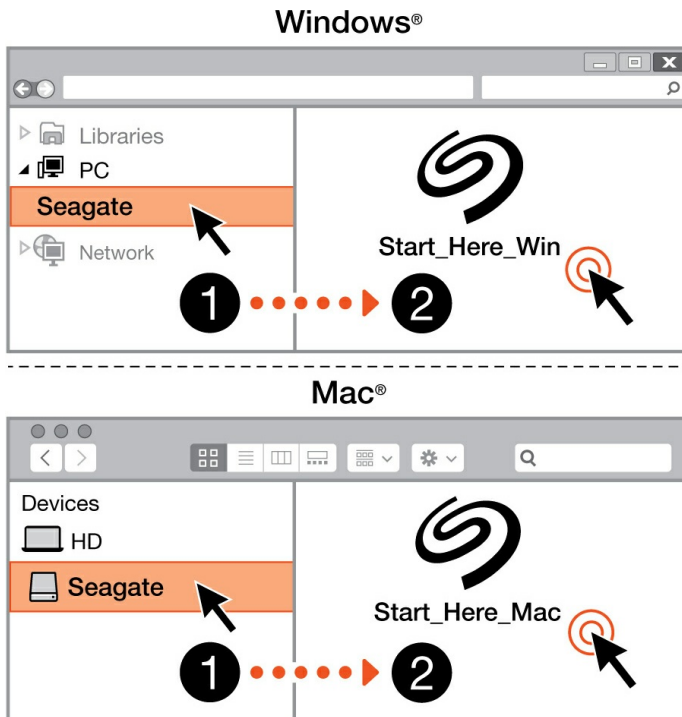 Windows®
Libraries
PC
Seagate
Network
Start_Here_Win
1
2
Mac®
Devices
HD
Seagate
Start_Here_Mac
1
2